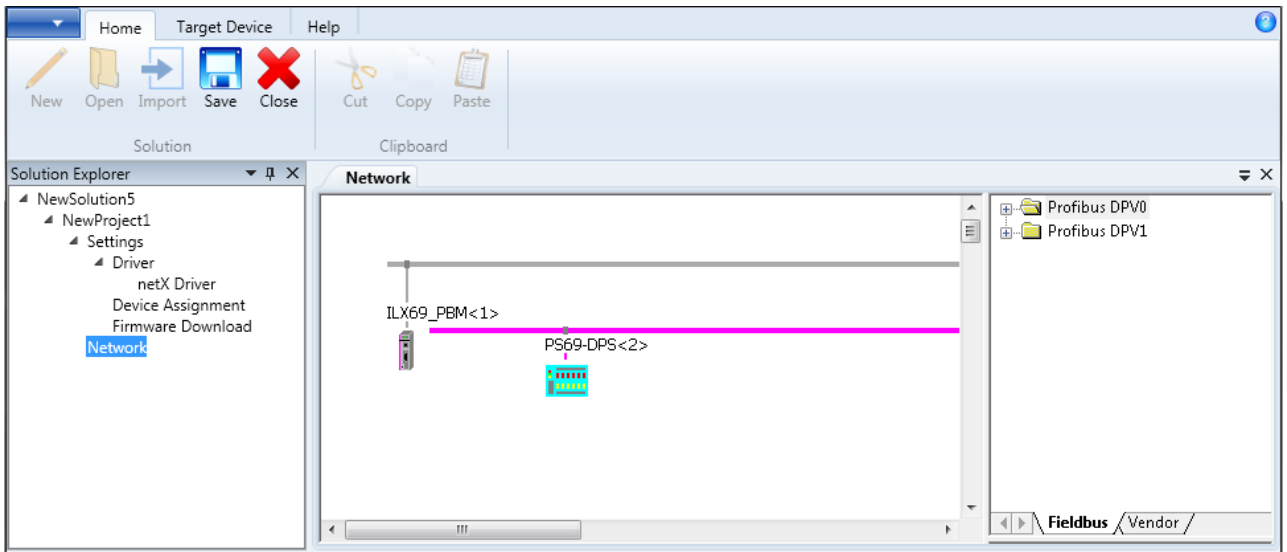 Home Target Device Help
New Open Import Save Close Cut Copy Paste
Solution Clipboard
Solution Explorer
Network
NewSolution5
NewProject1
Settings
Driver
netX Driver
Device Assignment
Firmware Download
Network
ILX69_PBM<1>
PS69-DPS<2>
Profibus DPV0
Profibus DPV1
Fieldbus Vendor